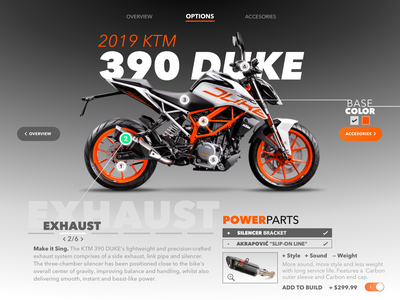 OVERVIEW OPTIONS ACCESORIES
2019 KTM
390 DUKE
BASE
COLOR
OVERVIEW
ACCESORIES
EXHAUST
EXHAUST
2/6
Make it Sing. The KTM 390 DUKE's lightweight and precision-crafted
exhaust system comprises of a side exhaust, link pipe and silencer.
The three-chamber silencer has been positioned close to the bike's
overall center of gravity, improving balance and handling, whilst also
delivering smooth, instant and beast-like power.
POWERPARTS
+ SILENCER BRACKET
- AKRAPOVIČ "SLIP-ON LINE"
+ Style + Sound − Weight
More sound, more style and less weight
with long service life. Features a Carbon
outer sleeve and Carbon end cap.
ADD TO BUILD + $299.99